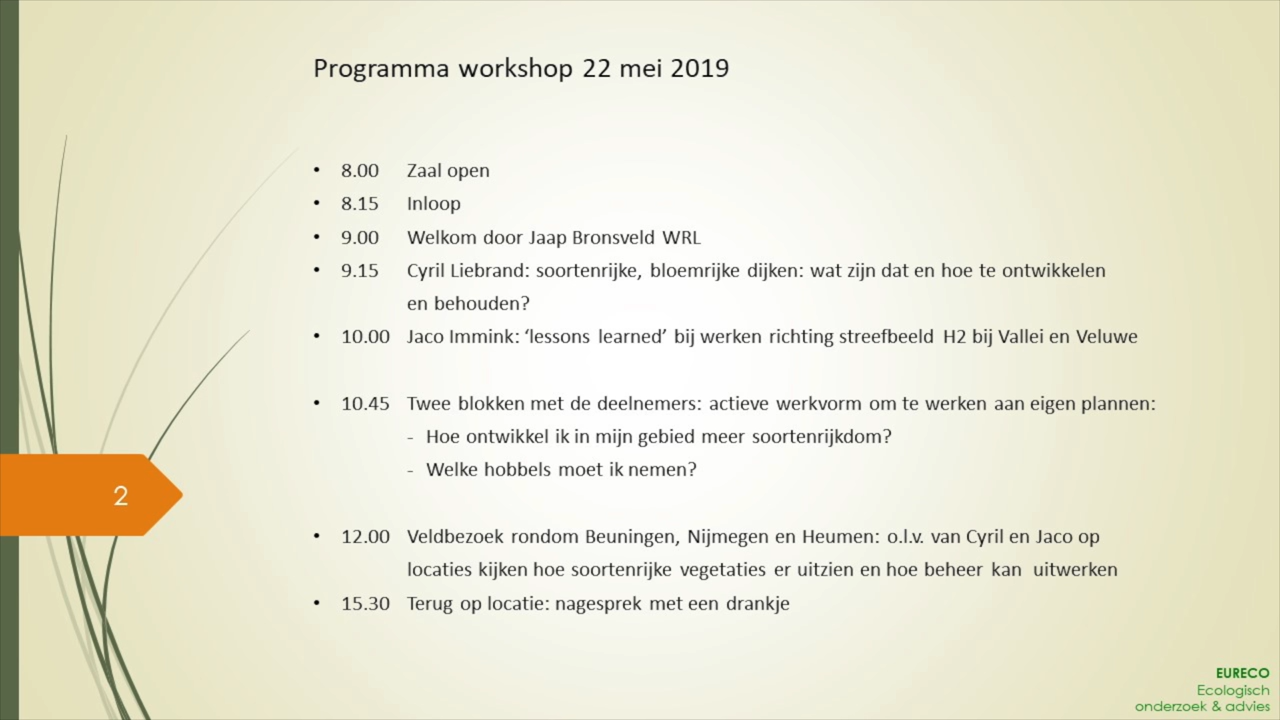 Programma workshop 22 mei 2019
• 8.00 Zaal open
• 8.15 Inloop
• 9.00 Welkom door Jaap Bronsveld WRL
• 9.15 Cyril Liebrand: soortenrijke, bloemrijke dijken: wat zijn dat en hoe te ontwikkelen
en behouden?
• 10.00 Jaco Immink: ‘lessons learned’ bij werken richting streefbeeld H2 bij Vallei en Veluwe
• 10.45 Twee blokken met de deelnemers: actieve werkvorm om te werken aan eigen plannen:
- Hoe ontwikkel ik in mijn gebied meer soortenrijkdom?
- Welke hobbels moet ik nemen?
2
• 12.00 Veldbezoek rondom Beuningen, Nijmegen en Heumen: o.l.v. van Cyril en Jaco op
locaties kijken hoe soortenrijke vegetaties er uitzien en hoe beheer kan uitwerken
• 15.30 Terug op locatie: nagesprek met een drankje
EURECO
Ecologisch
onderzoek & advies